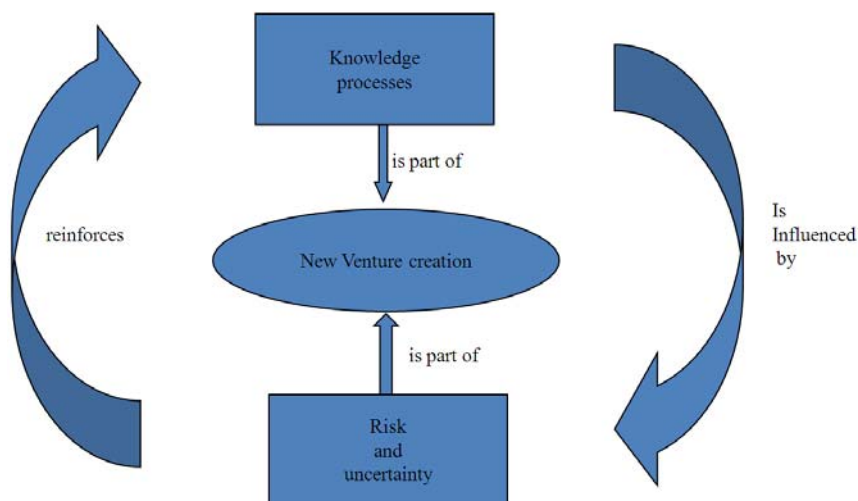 Knowledge
processes
is part of
reinforces
Is
Influenced
by
New Venture creation
is part of
Risk
and
uncertainty